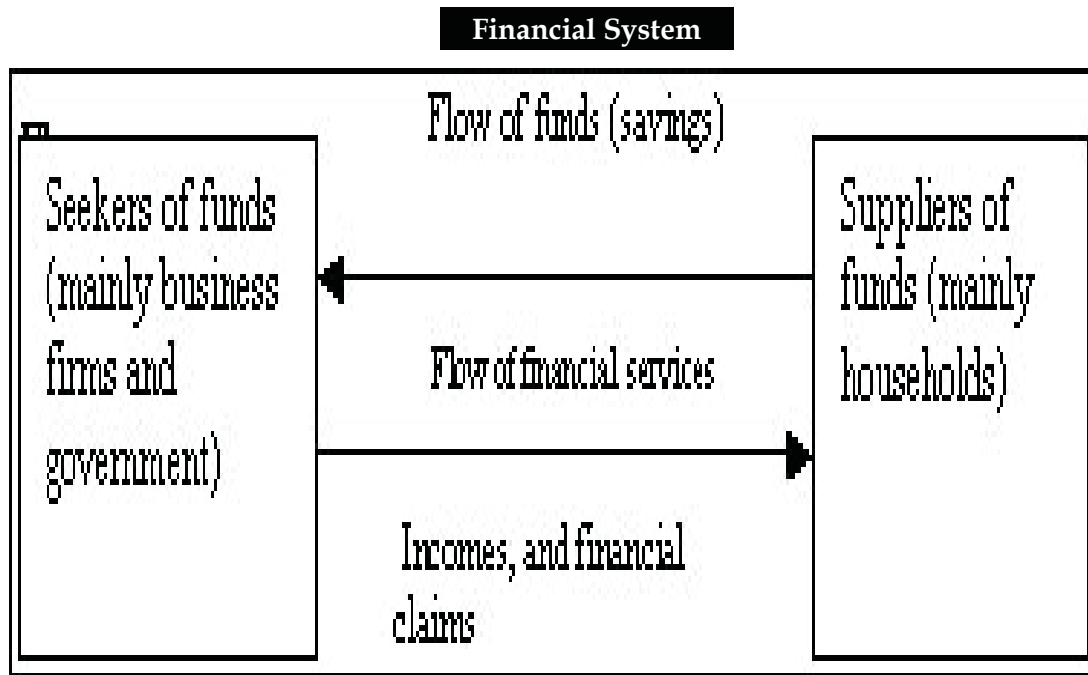 Financial System
Flow of funds (savings)
Seekers of funds
(mainly business
firms and
government)
Suppliers of
funds (mainly
households)
Flow of financial services
Incomes, and financial
claims